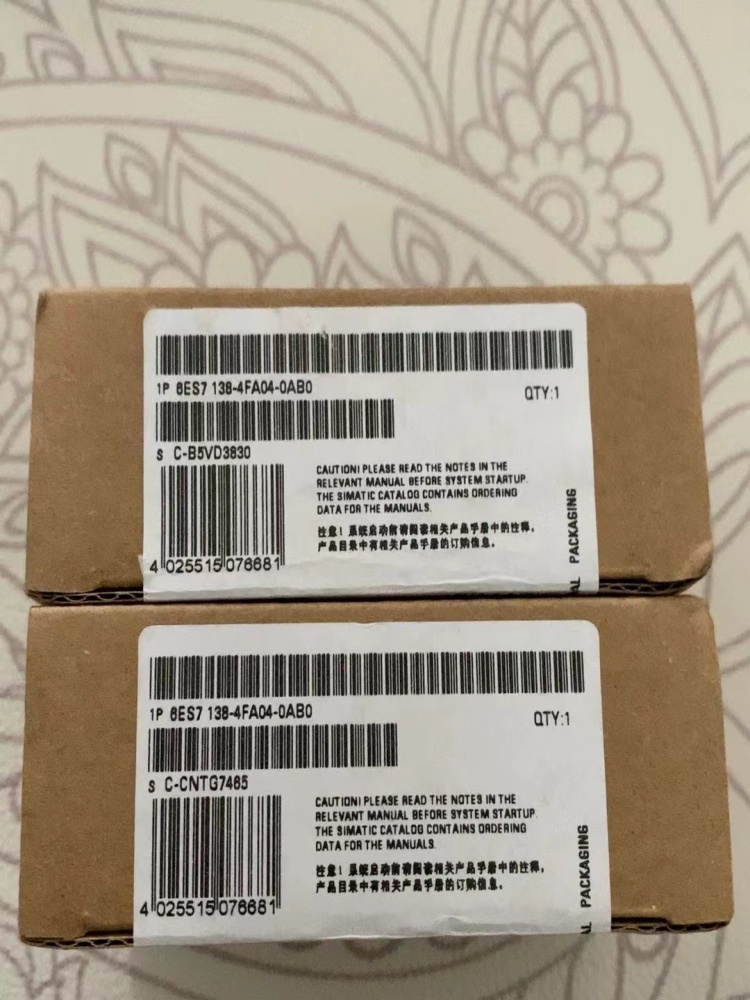 1P 6ES7 138-4FA04-0AB0
QTY:1
S C-B5VD3830
CAUTION! PLEASE READ THE NOTES IN THE
RELEVANT MANUAL BEFORE SYSTEM STARTUP.
THE SIMATIC CATALOG CONTAINS ORDERING
DATA FOR THE MANUALS.
注意！系统启动前请阅读相关产品手册中的注释，
产品目录中有相关产品手册的订购信息。
4 025515 076681
AL PACKAGING
1P 6ES7 138-4FA04-0AB0
QTY:1
S C-CNTG7465
CAUTION! PLEASE READ THE NOTES IN THE
RELEVANT MANUAL BEFORE SYSTEM STARTUP.
THE SIMATIC CATALOG CONTAINS ORDERING
DATA FOR THE MANUALS.
注意！系统启动前请阅读相关产品手册中的注释，
产品目录中有相关产品手册的订购信息。
4 025515 076681
AL PACKAGING